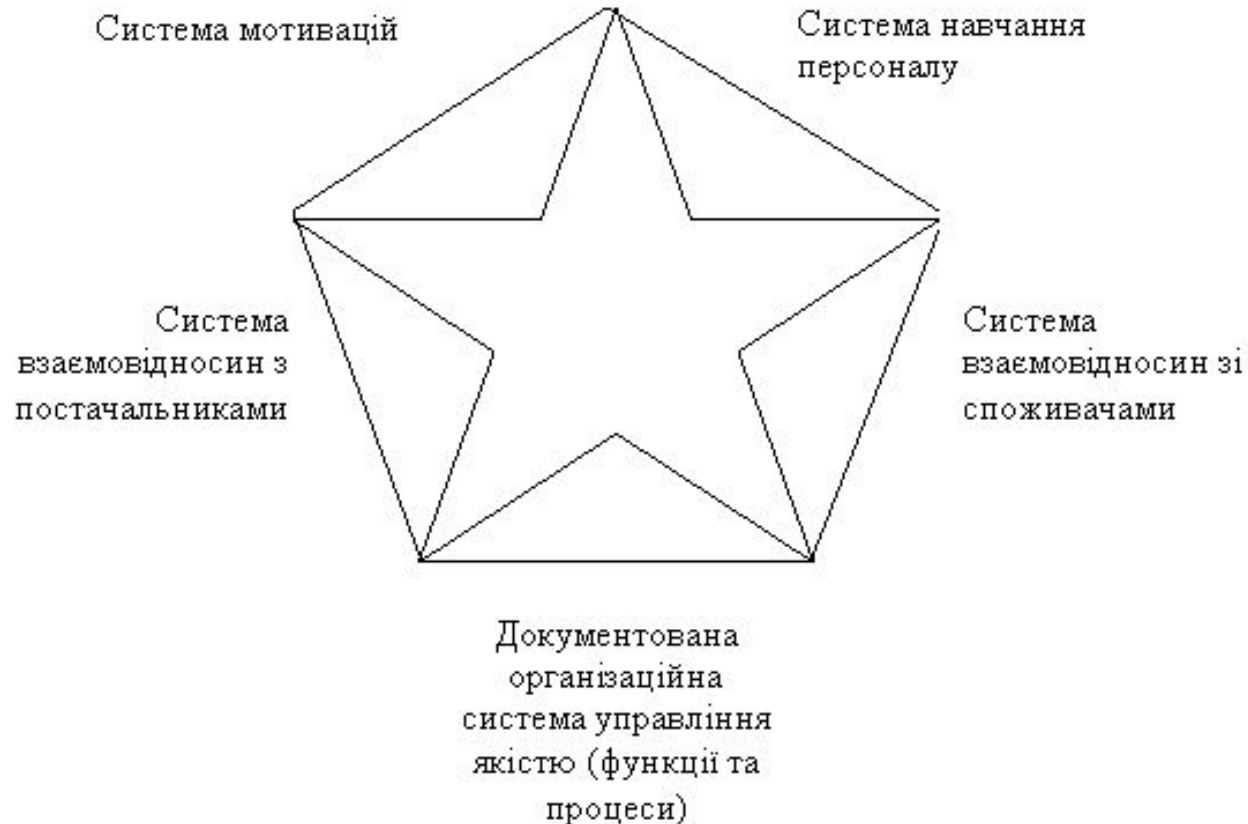 Система мотивацій
Система навчання
персоналу
Система
взаємовідносин з
постачальниками
Система
взаємовідносин зі
споживачами
Документована
організаційна
система управління
якістю (функції та
процеси)